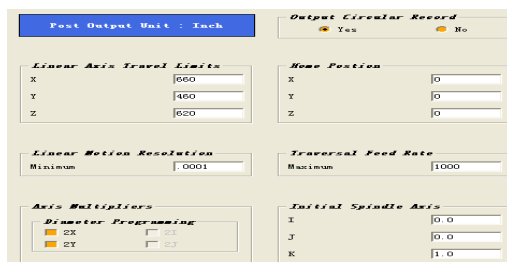 Post Output Unit : Inch
Output Circular Record
Yes No
Linear Axis Travel Limits
X 660
Y 460
Z 620
Home Postion
X 0
Y 0
Z 0
Linear Motion Resolution
Minimum .0001
Traversal Feed Rate
Maximum 1000
Axis Multipliers
Diameter Programming
2X 2I
2Y 2J
Initial Spindle Axis
I 0.0
J 0.0
K 1.0